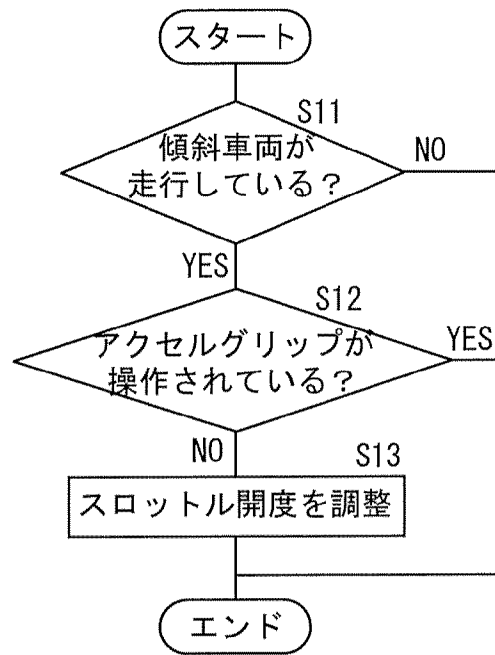 スタート
S11
傾斜車両が
走行している?
NO
YES
S12
アクセルグリップが
操作されている?
YES
NO
S13
スロットル開度を調整
エンド